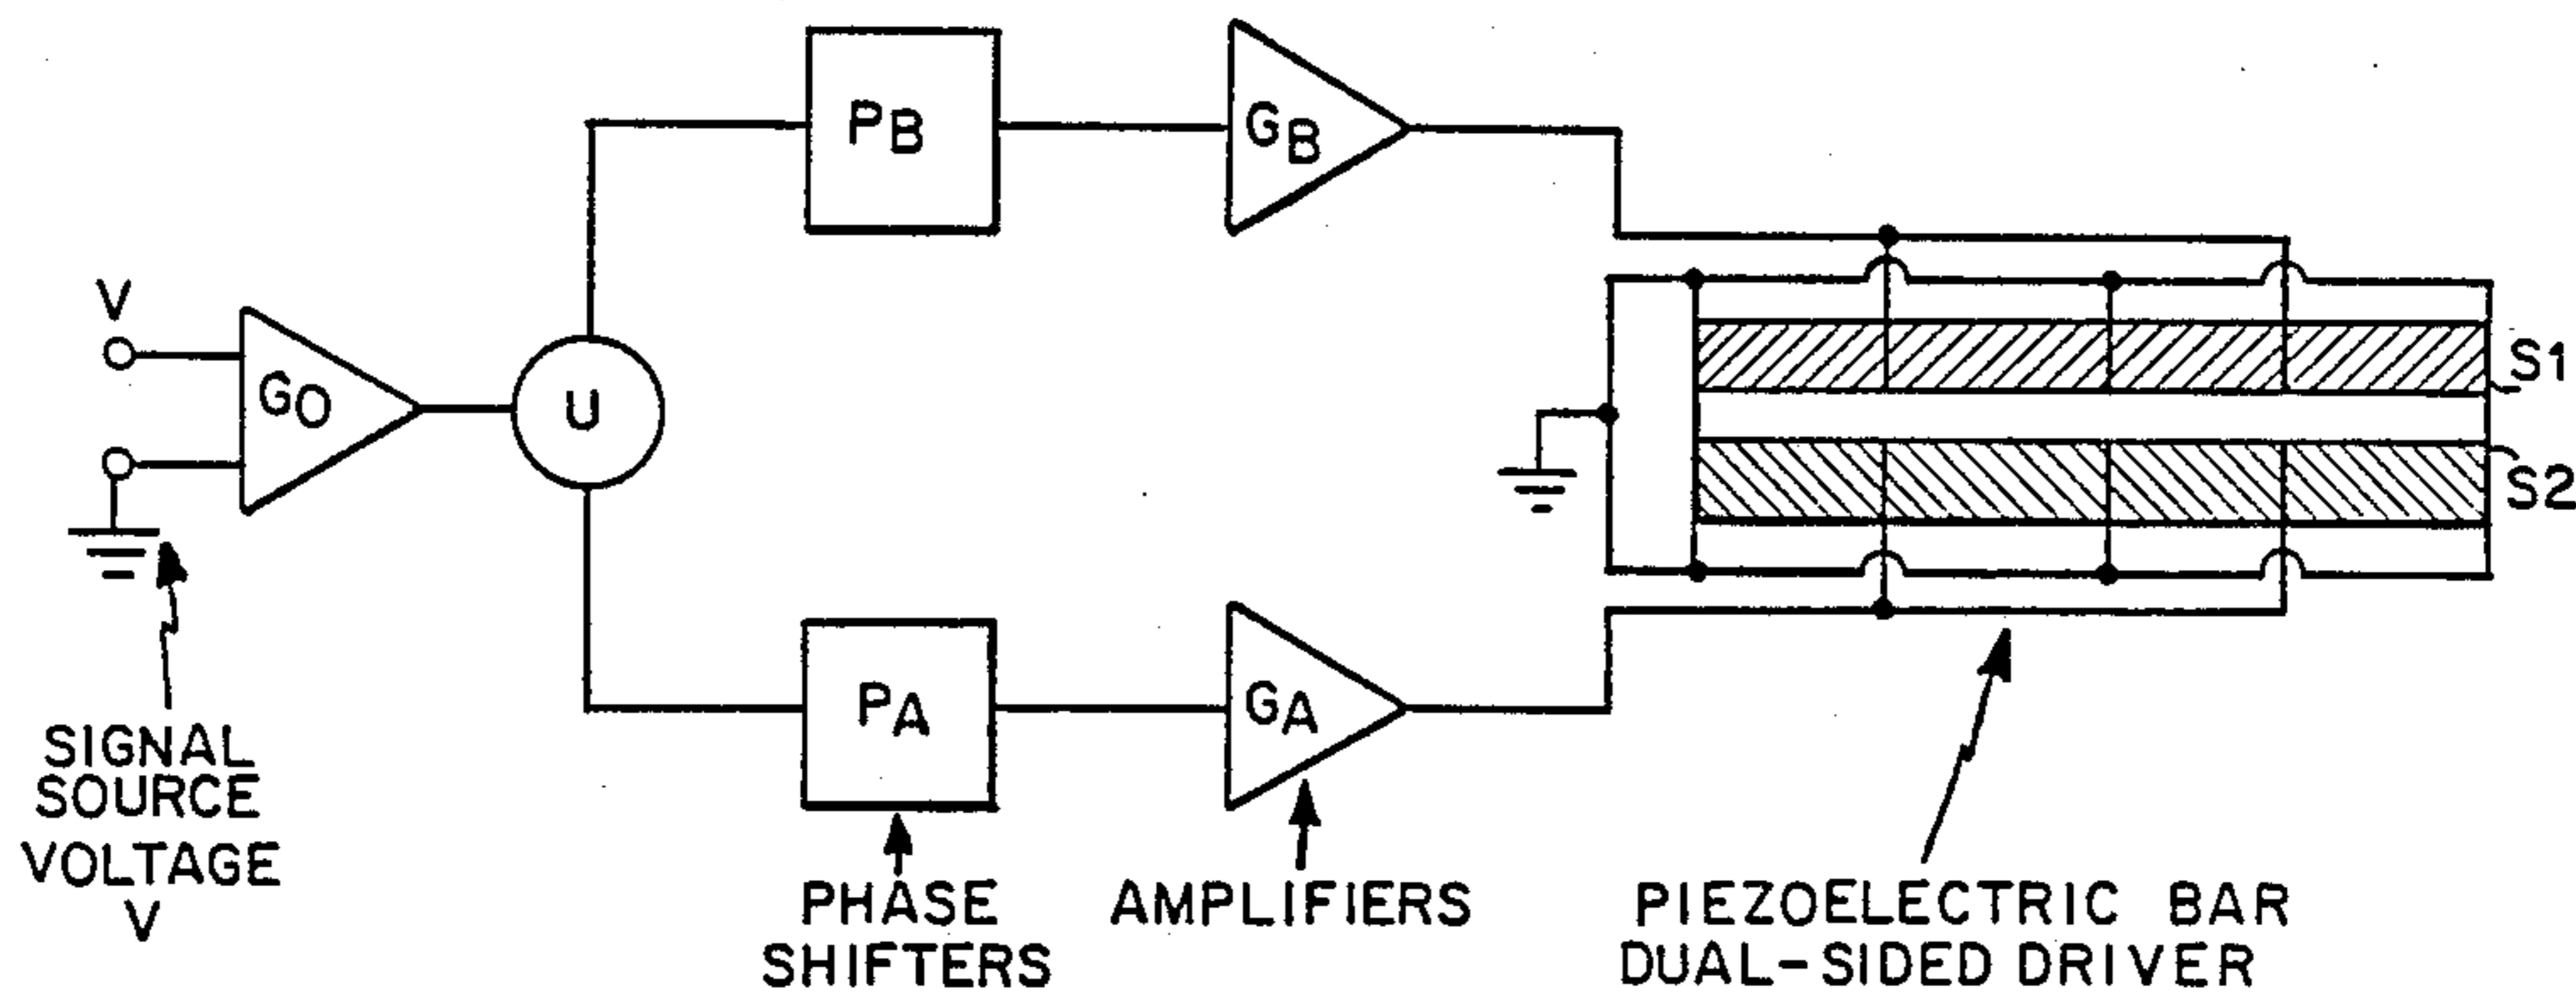 PB
GB
V
GO
U
S1
S2
PA
GA
SIGNAL
SOURCE
VOLTAGE
V
PHASE
SHIFTERS
AMPLIFIERS
PIEZOELECTRIC BAR
DUAL-SIDED DRIVER